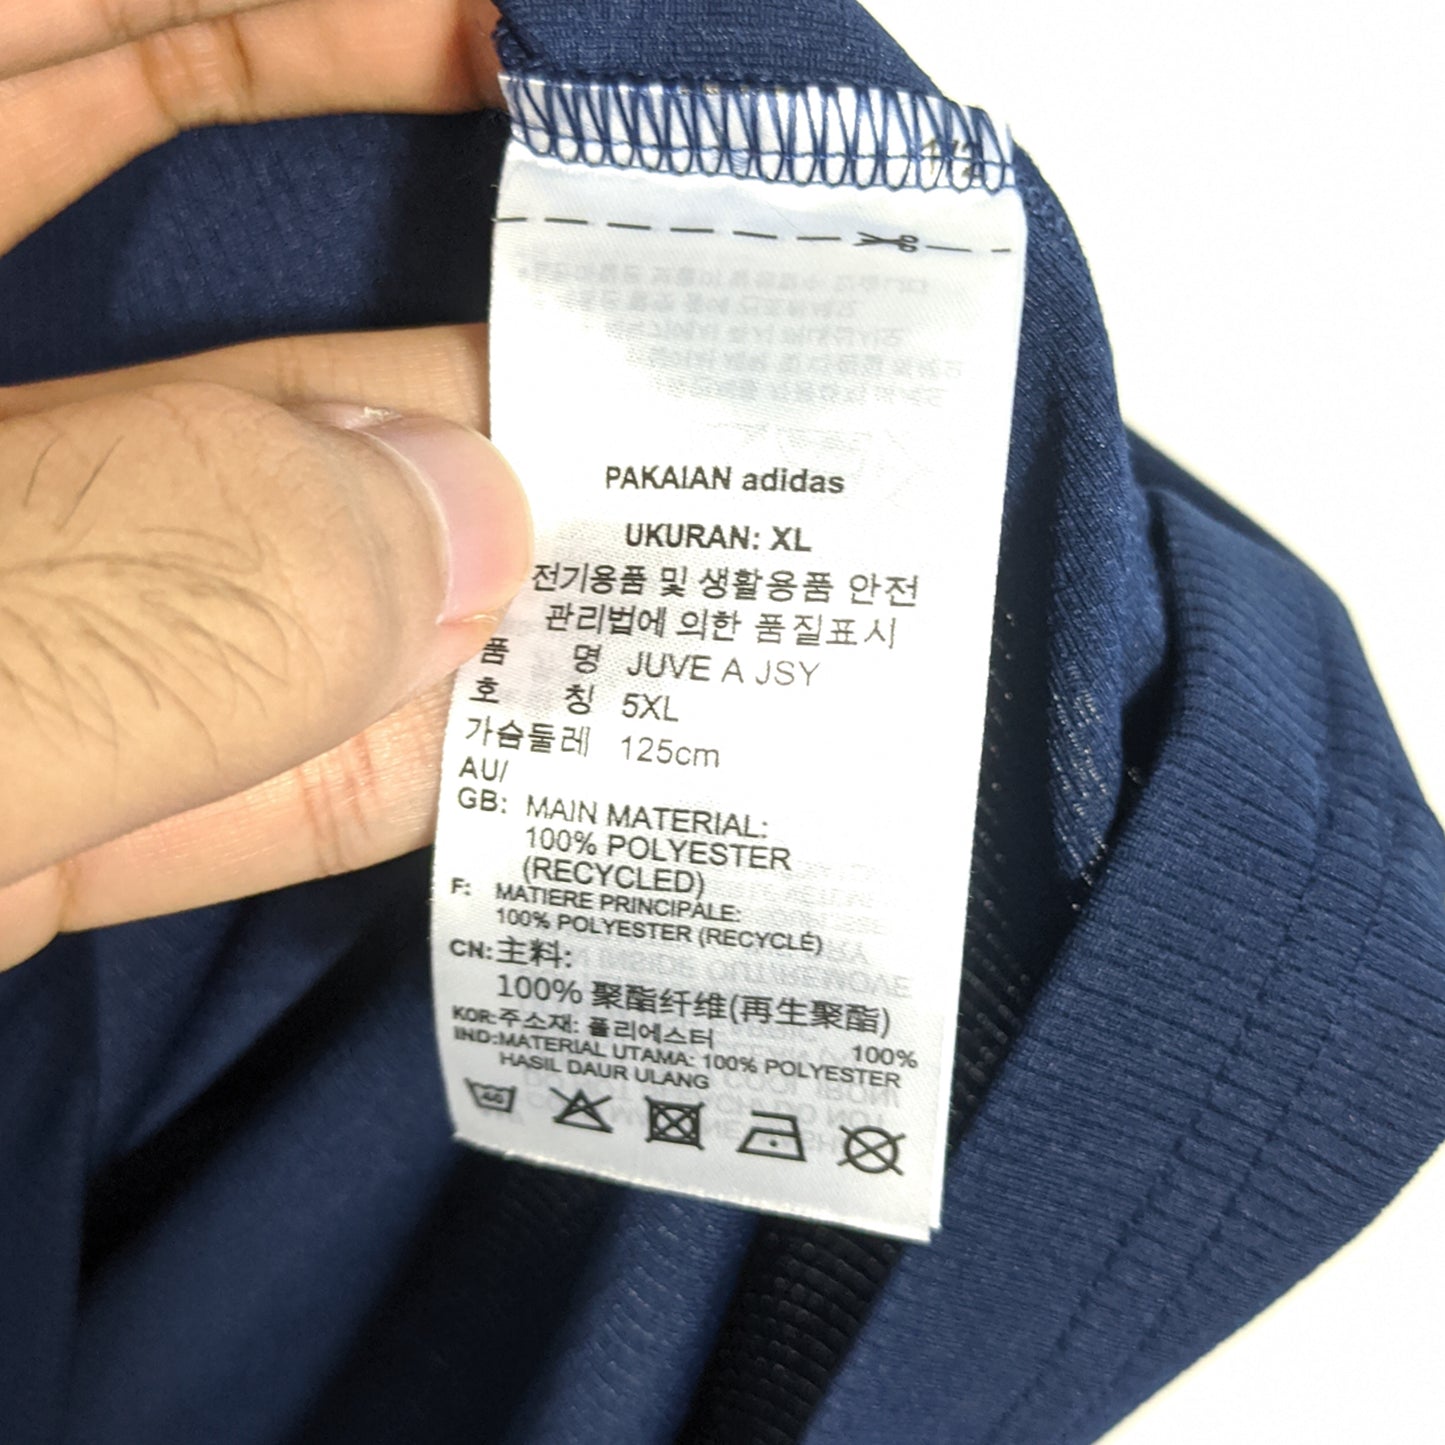 PAKAIAN adidas
UKURAN: XL
전기용품 및 생활용품 안전
관리법에 의한 품질표시
품 명 JUVE A JSY
호 칭 5XL
가슴둘레 125cm
AU/
GB: MAIN MATERIAL:
100% POLYESTER
(RECYCLED)
F: MATIERE PRINCIPALE:
100% POLYESTER (RECYCLÉ)
CN: 主料:
100% 聚酯纤维(再生聚酯)
KOR: 주소재: 폴리에스터 100%
IND: MATERIAL UTAMA: 100% POLYESTER
HASIL DAUR ULANG
40